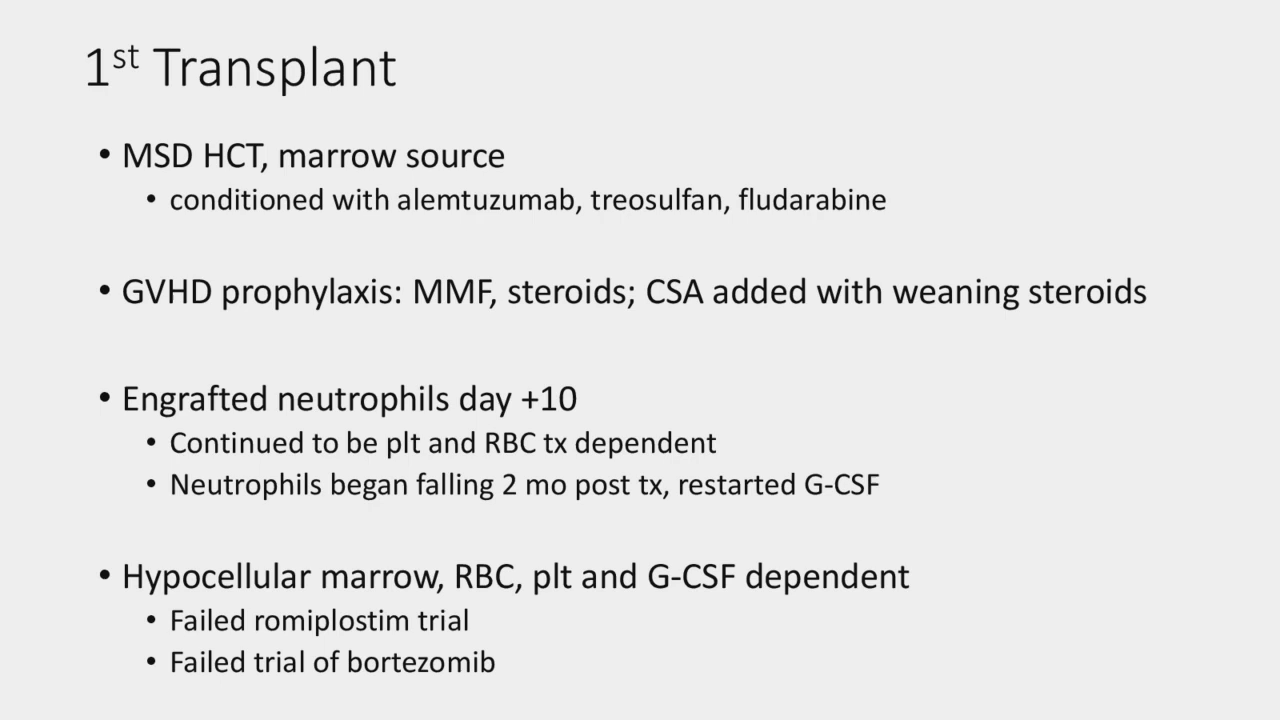 1st Transplant
• MSD HCT, marrow source
• conditioned with alemtuzumab, treosulfan, fludarabine
• GVHD prophylaxis: MMF, steroids; CSA added with weaning steroids
• Engrafted neutrophils day +10
• Continued to be plt and RBC tx dependent
• Neutrophils began falling 2 mo post tx, restarted G-CSF
• Hypocellular marrow, RBC, plt and G-CSF dependent
• Failed romiplostim trial
• Failed trial of bortezomib